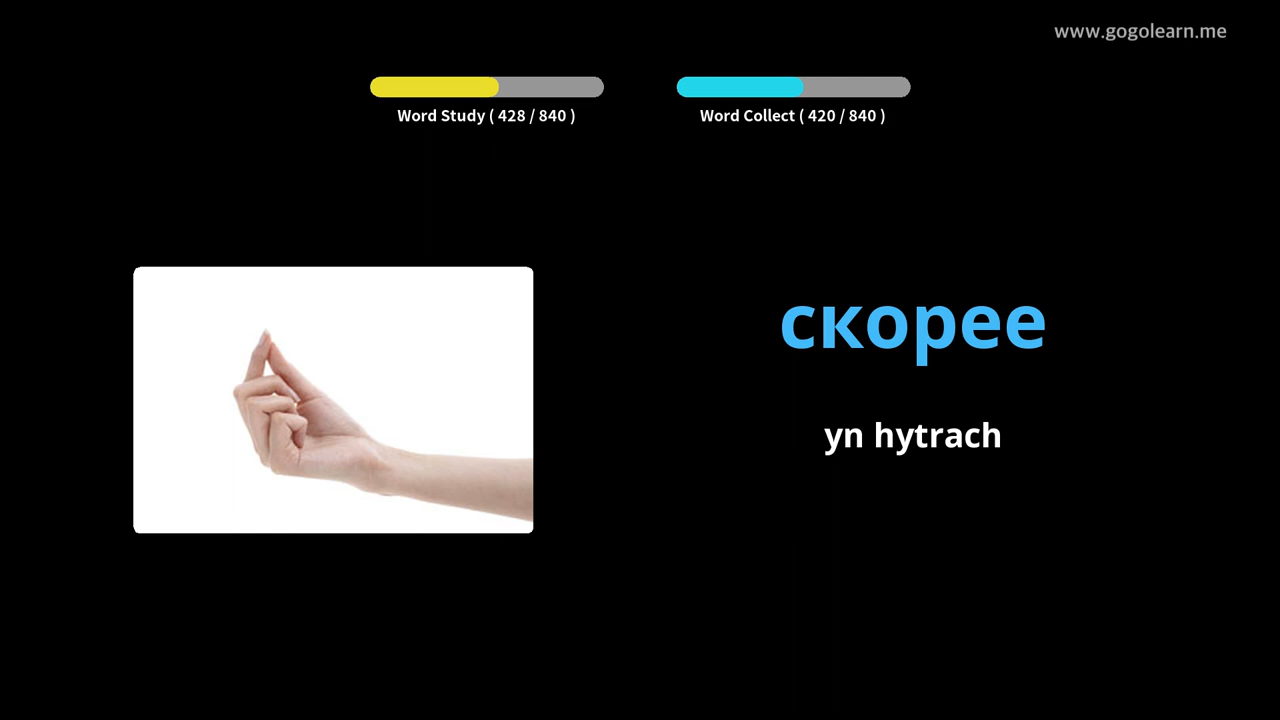 www.gogolearn.me
Word Study ( 428 / 840 )
Word Collect ( 420 / 840 )
скорее
yn hytrach